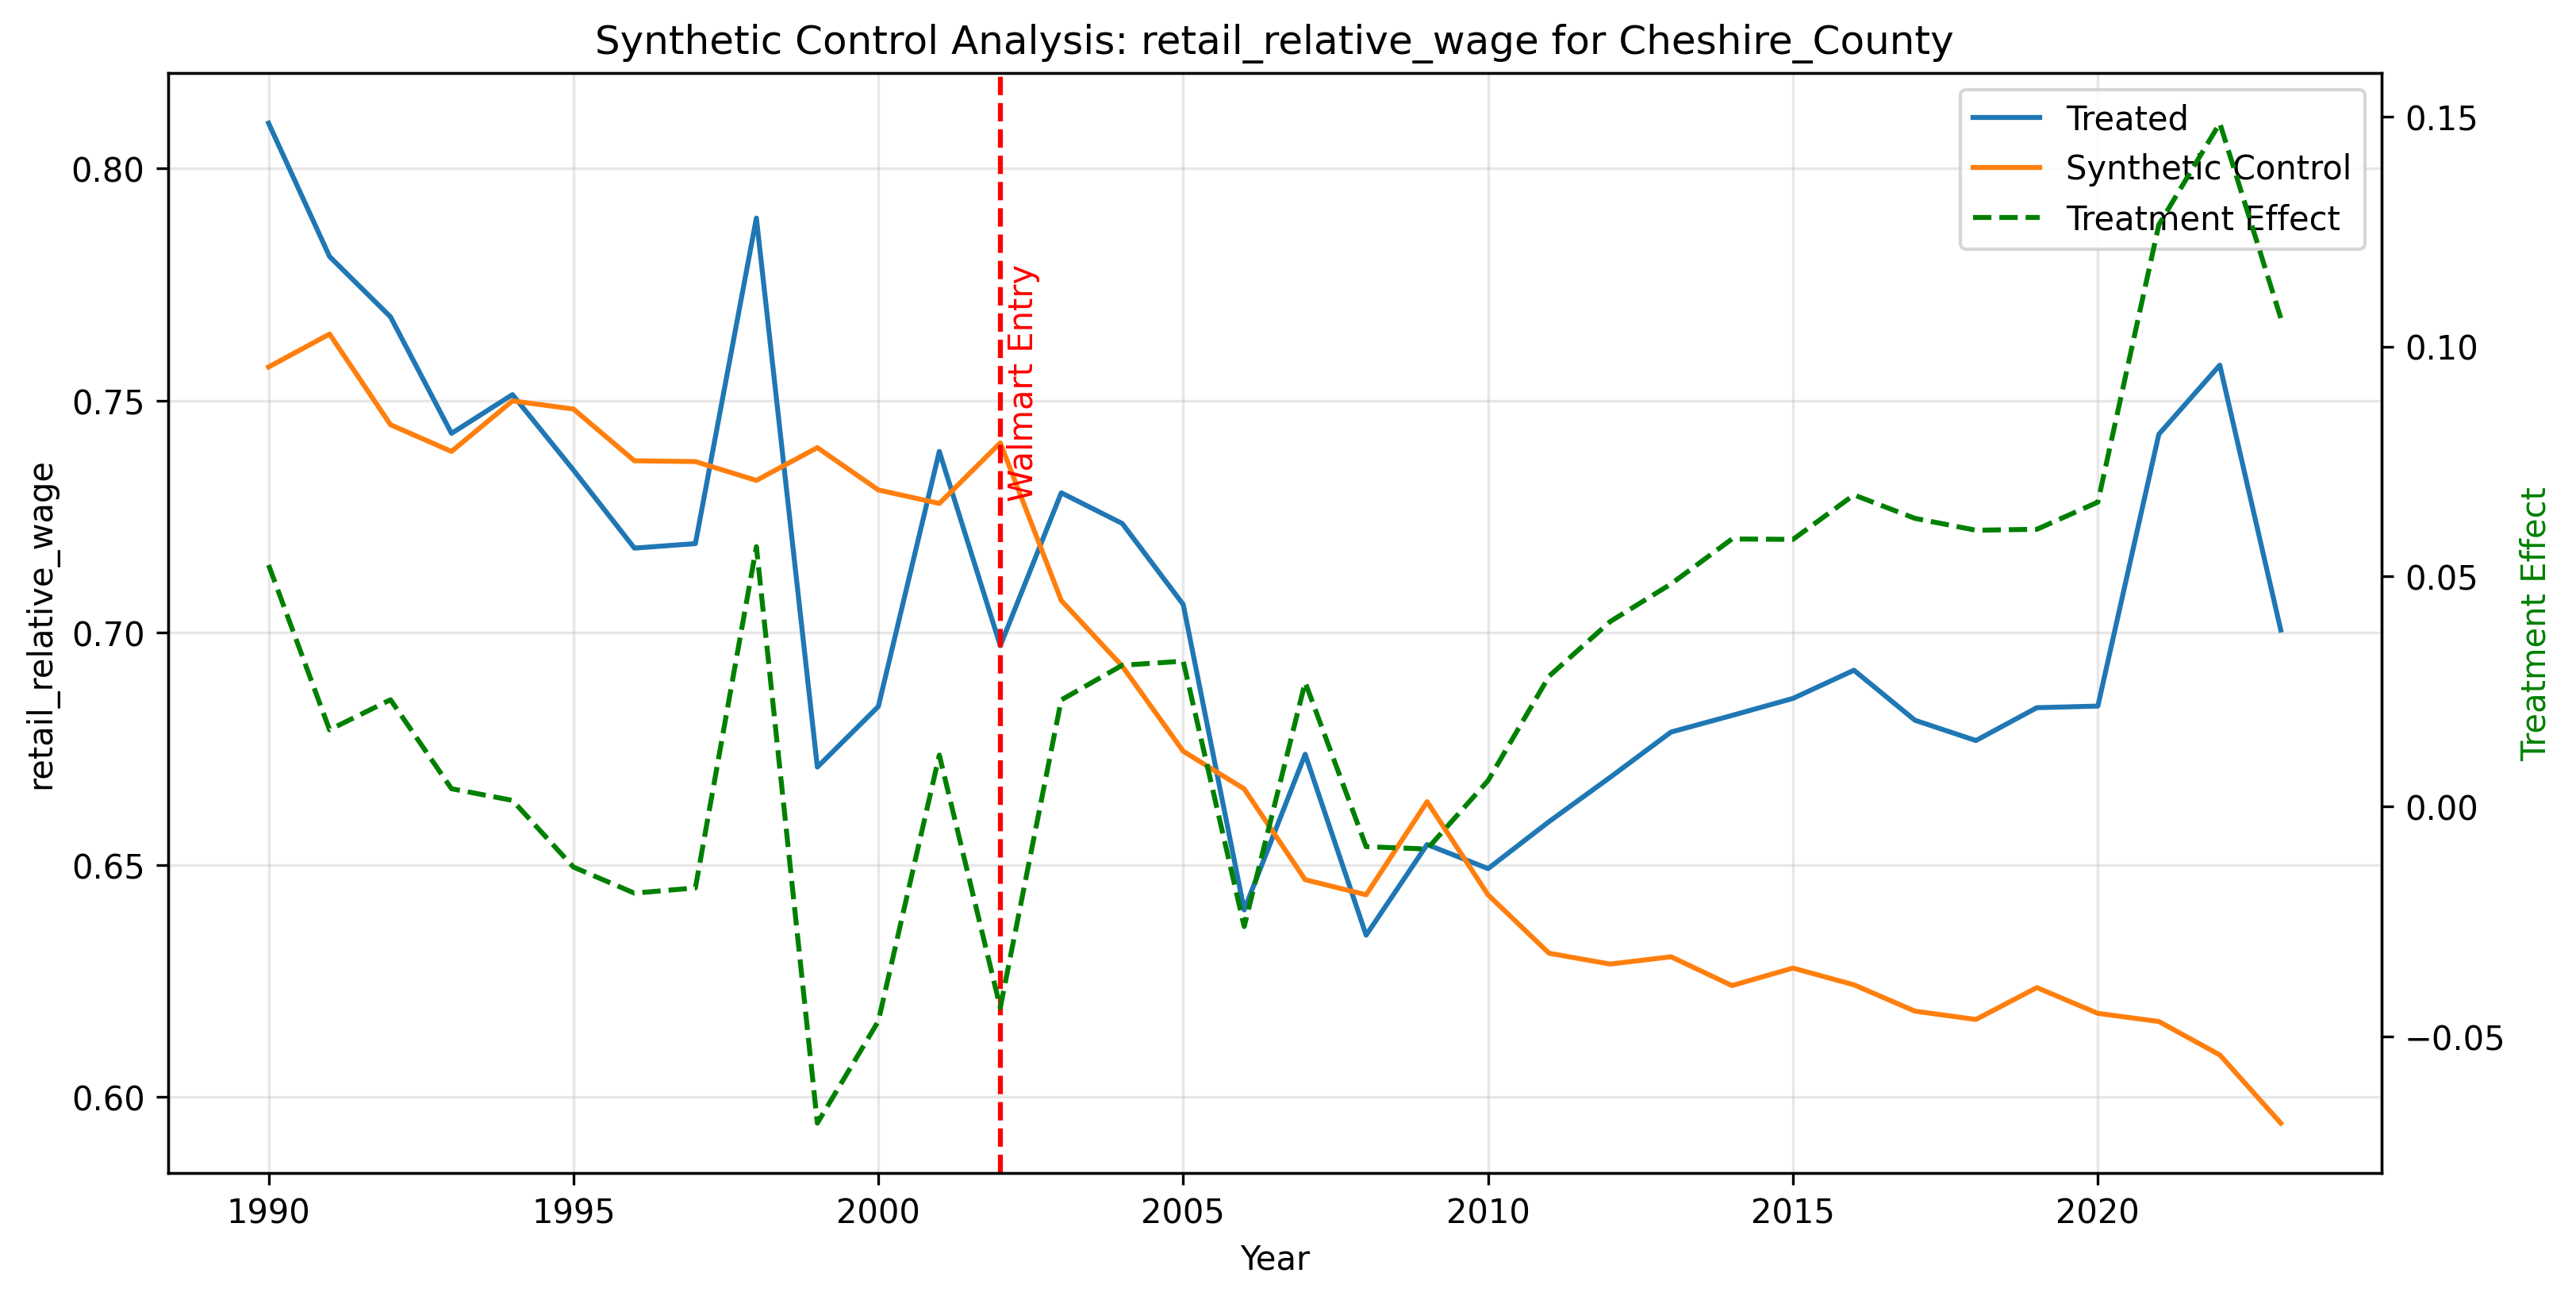 Synthetic Control Analysis: retail_relative_wage for Cheshire_County
Treated
Synthetic Control
Treatment Effect
Walmart Entry
retail_relative_wage
0.80
0.75
0.70
0.65
0.60
0.15
0.10
0.05
0.00
−0.05
Treatment Effect
1990 1995 2000 2005 2010 2015 2020
Year